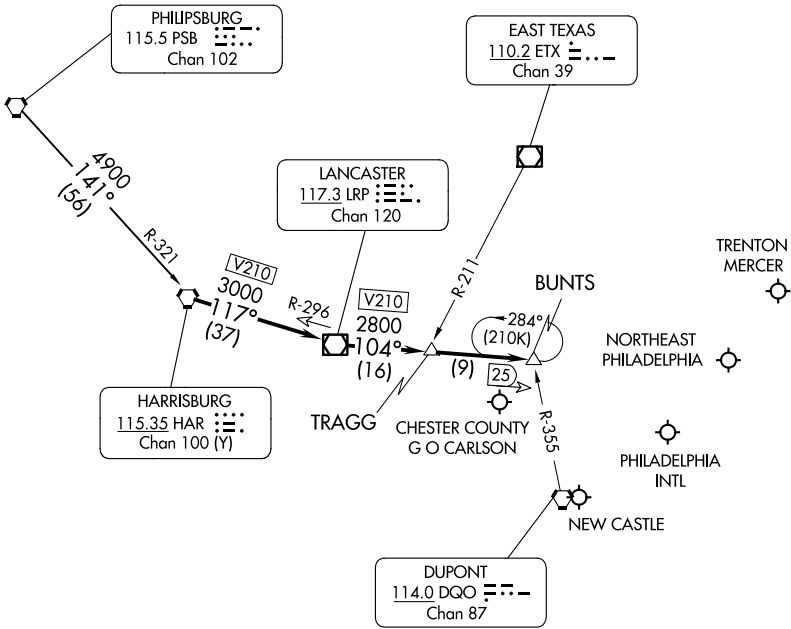 PHILIPSBURG
115.5 PSB
Chan 102
EAST TEXAS
110.2 ETX
Chan 39
4900
141°
(56)
R-321
LANCASTER
117.3 LRP
Chan 120
V210
3000
117°
(37)
R-296
V210
2800
104°
(16)
R-211
BUNTS
284°
(210K)
(9)
25
TRENTON
MERCER
NORTHEAST
PHILADELPHIA
HARRISBURG
115.35 HAR
Chan 100 (Y)
TRAGG
CHESTER COUNTY
G O CARLSON
R-355
PHILADELPHIA
INTL
NEW CASTLE
DUPONT
114.0 DQO
Chan 87